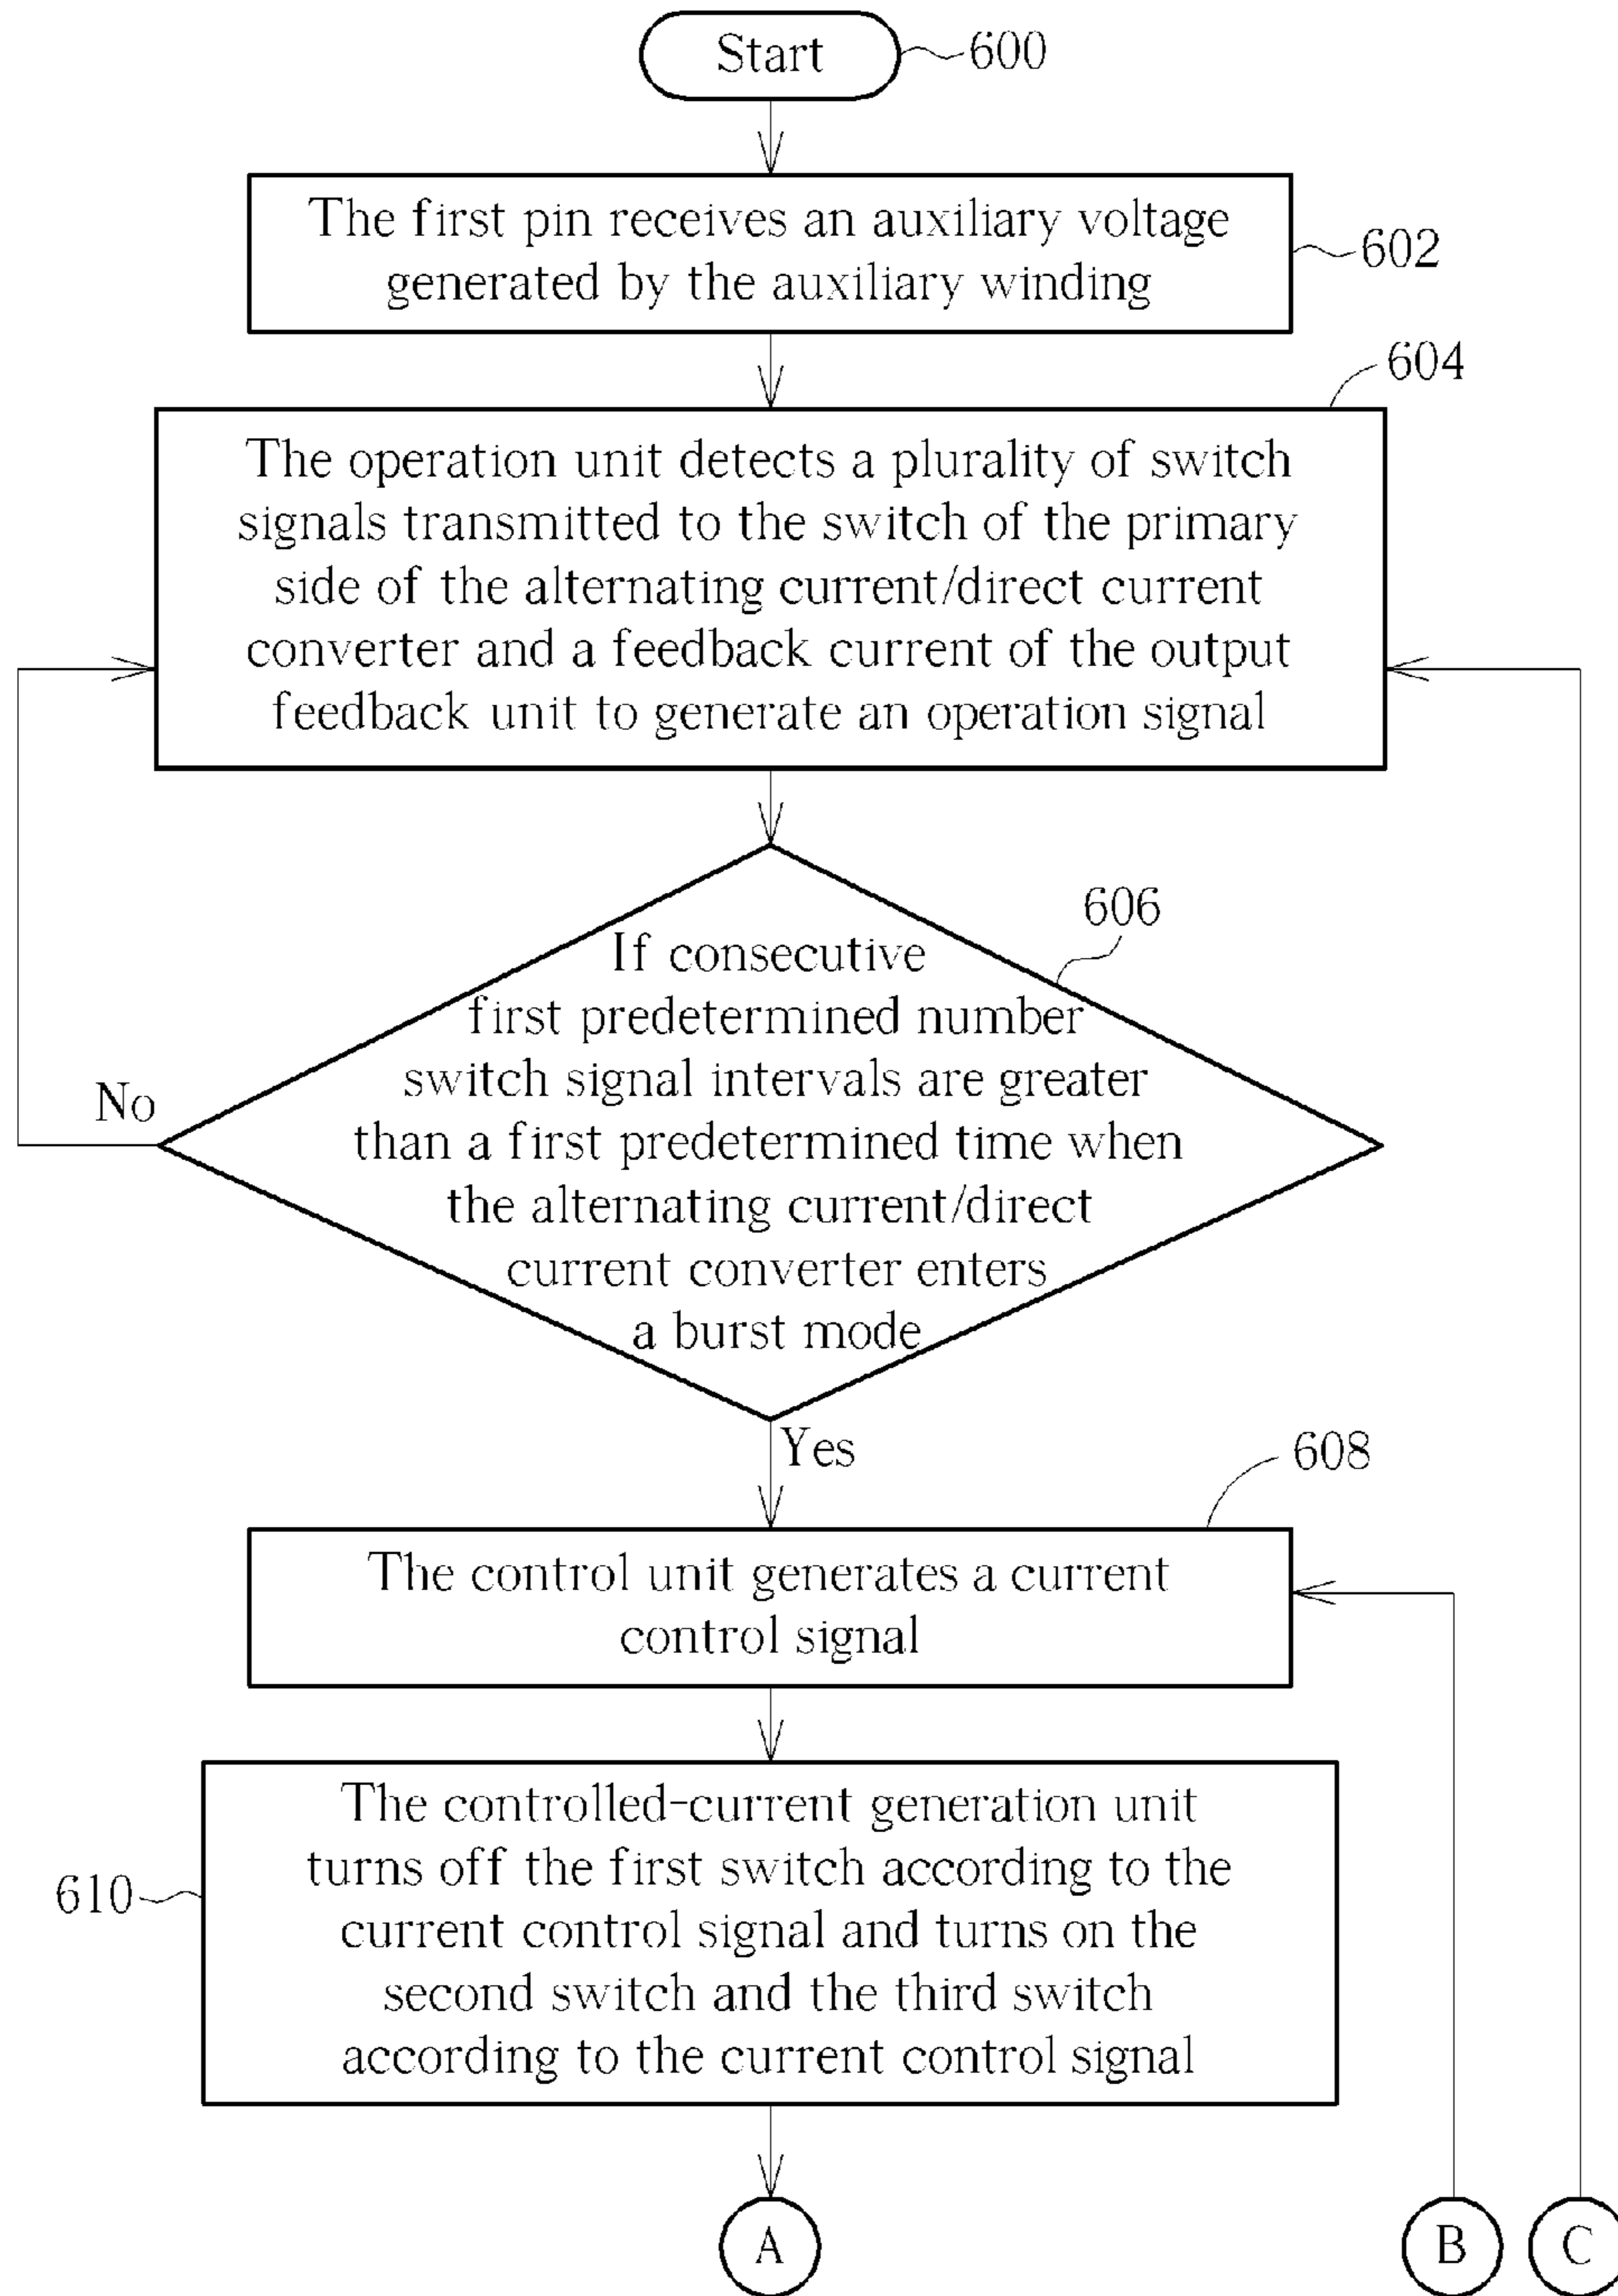 Start
600
The first pin receives an auxiliary voltage
generated by the auxiliary winding
602
604
The operation unit detects a plurality of switch
signals transmitted to the switch of the primary
side of the alternating current/direct current
converter and a feedback current of the output
feedback unit to generate an operation signal
606
If consecutive
first predetermined number
switch signal intervals are greater
than a first predetermined time when
the alternating current/direct
current converter enters
a burst mode
No
Yes
608
The control unit generates a current
control signal
610
The controlled-current generation unit
turns off the first switch according to the
current control signal and turns on the
second switch and the third switch
according to the current control signal
A
B
C